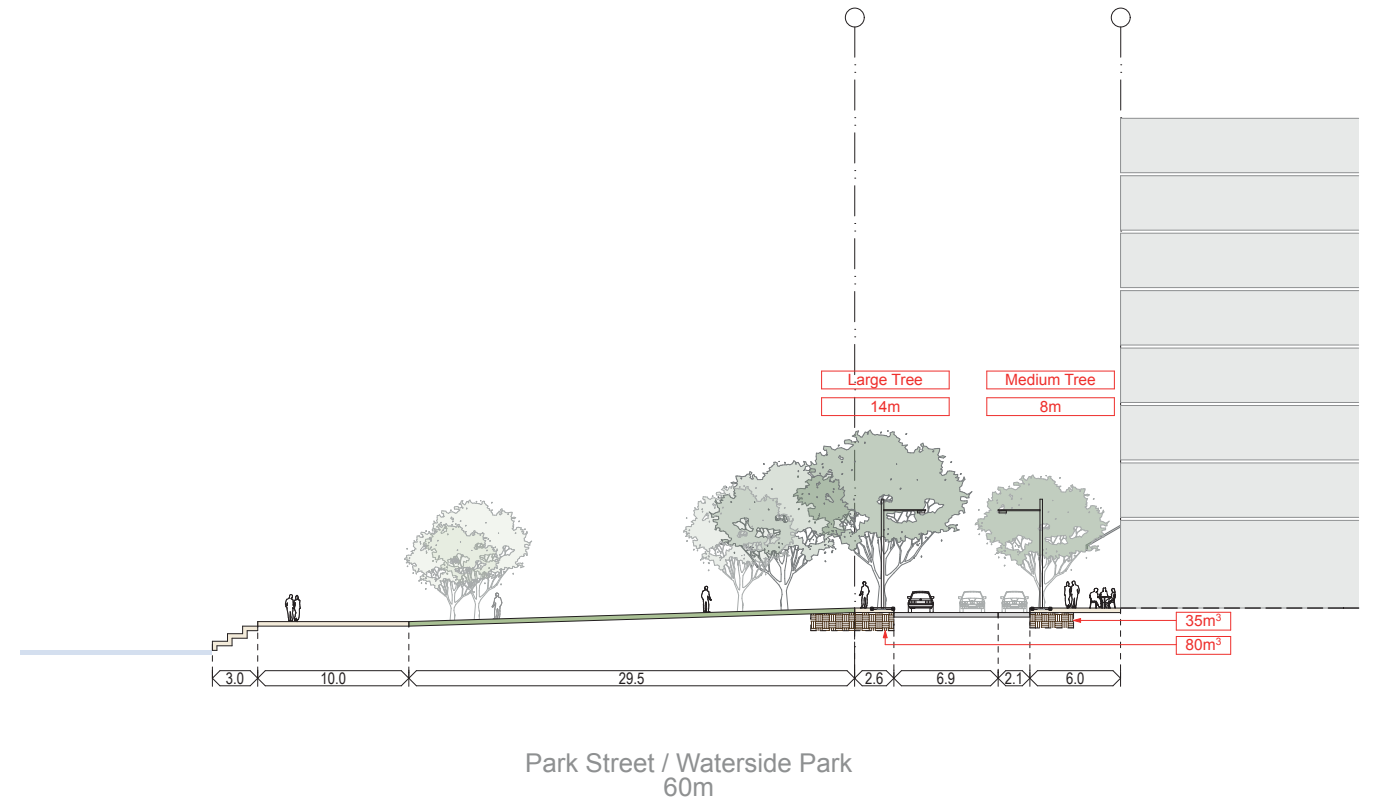 Large Tree
14m
Medium Tree
8m
35m³
80m³
3.0
10.0
29.5
2.6
6.9
2.1
6.0
Park Street / Waterside Park
60m